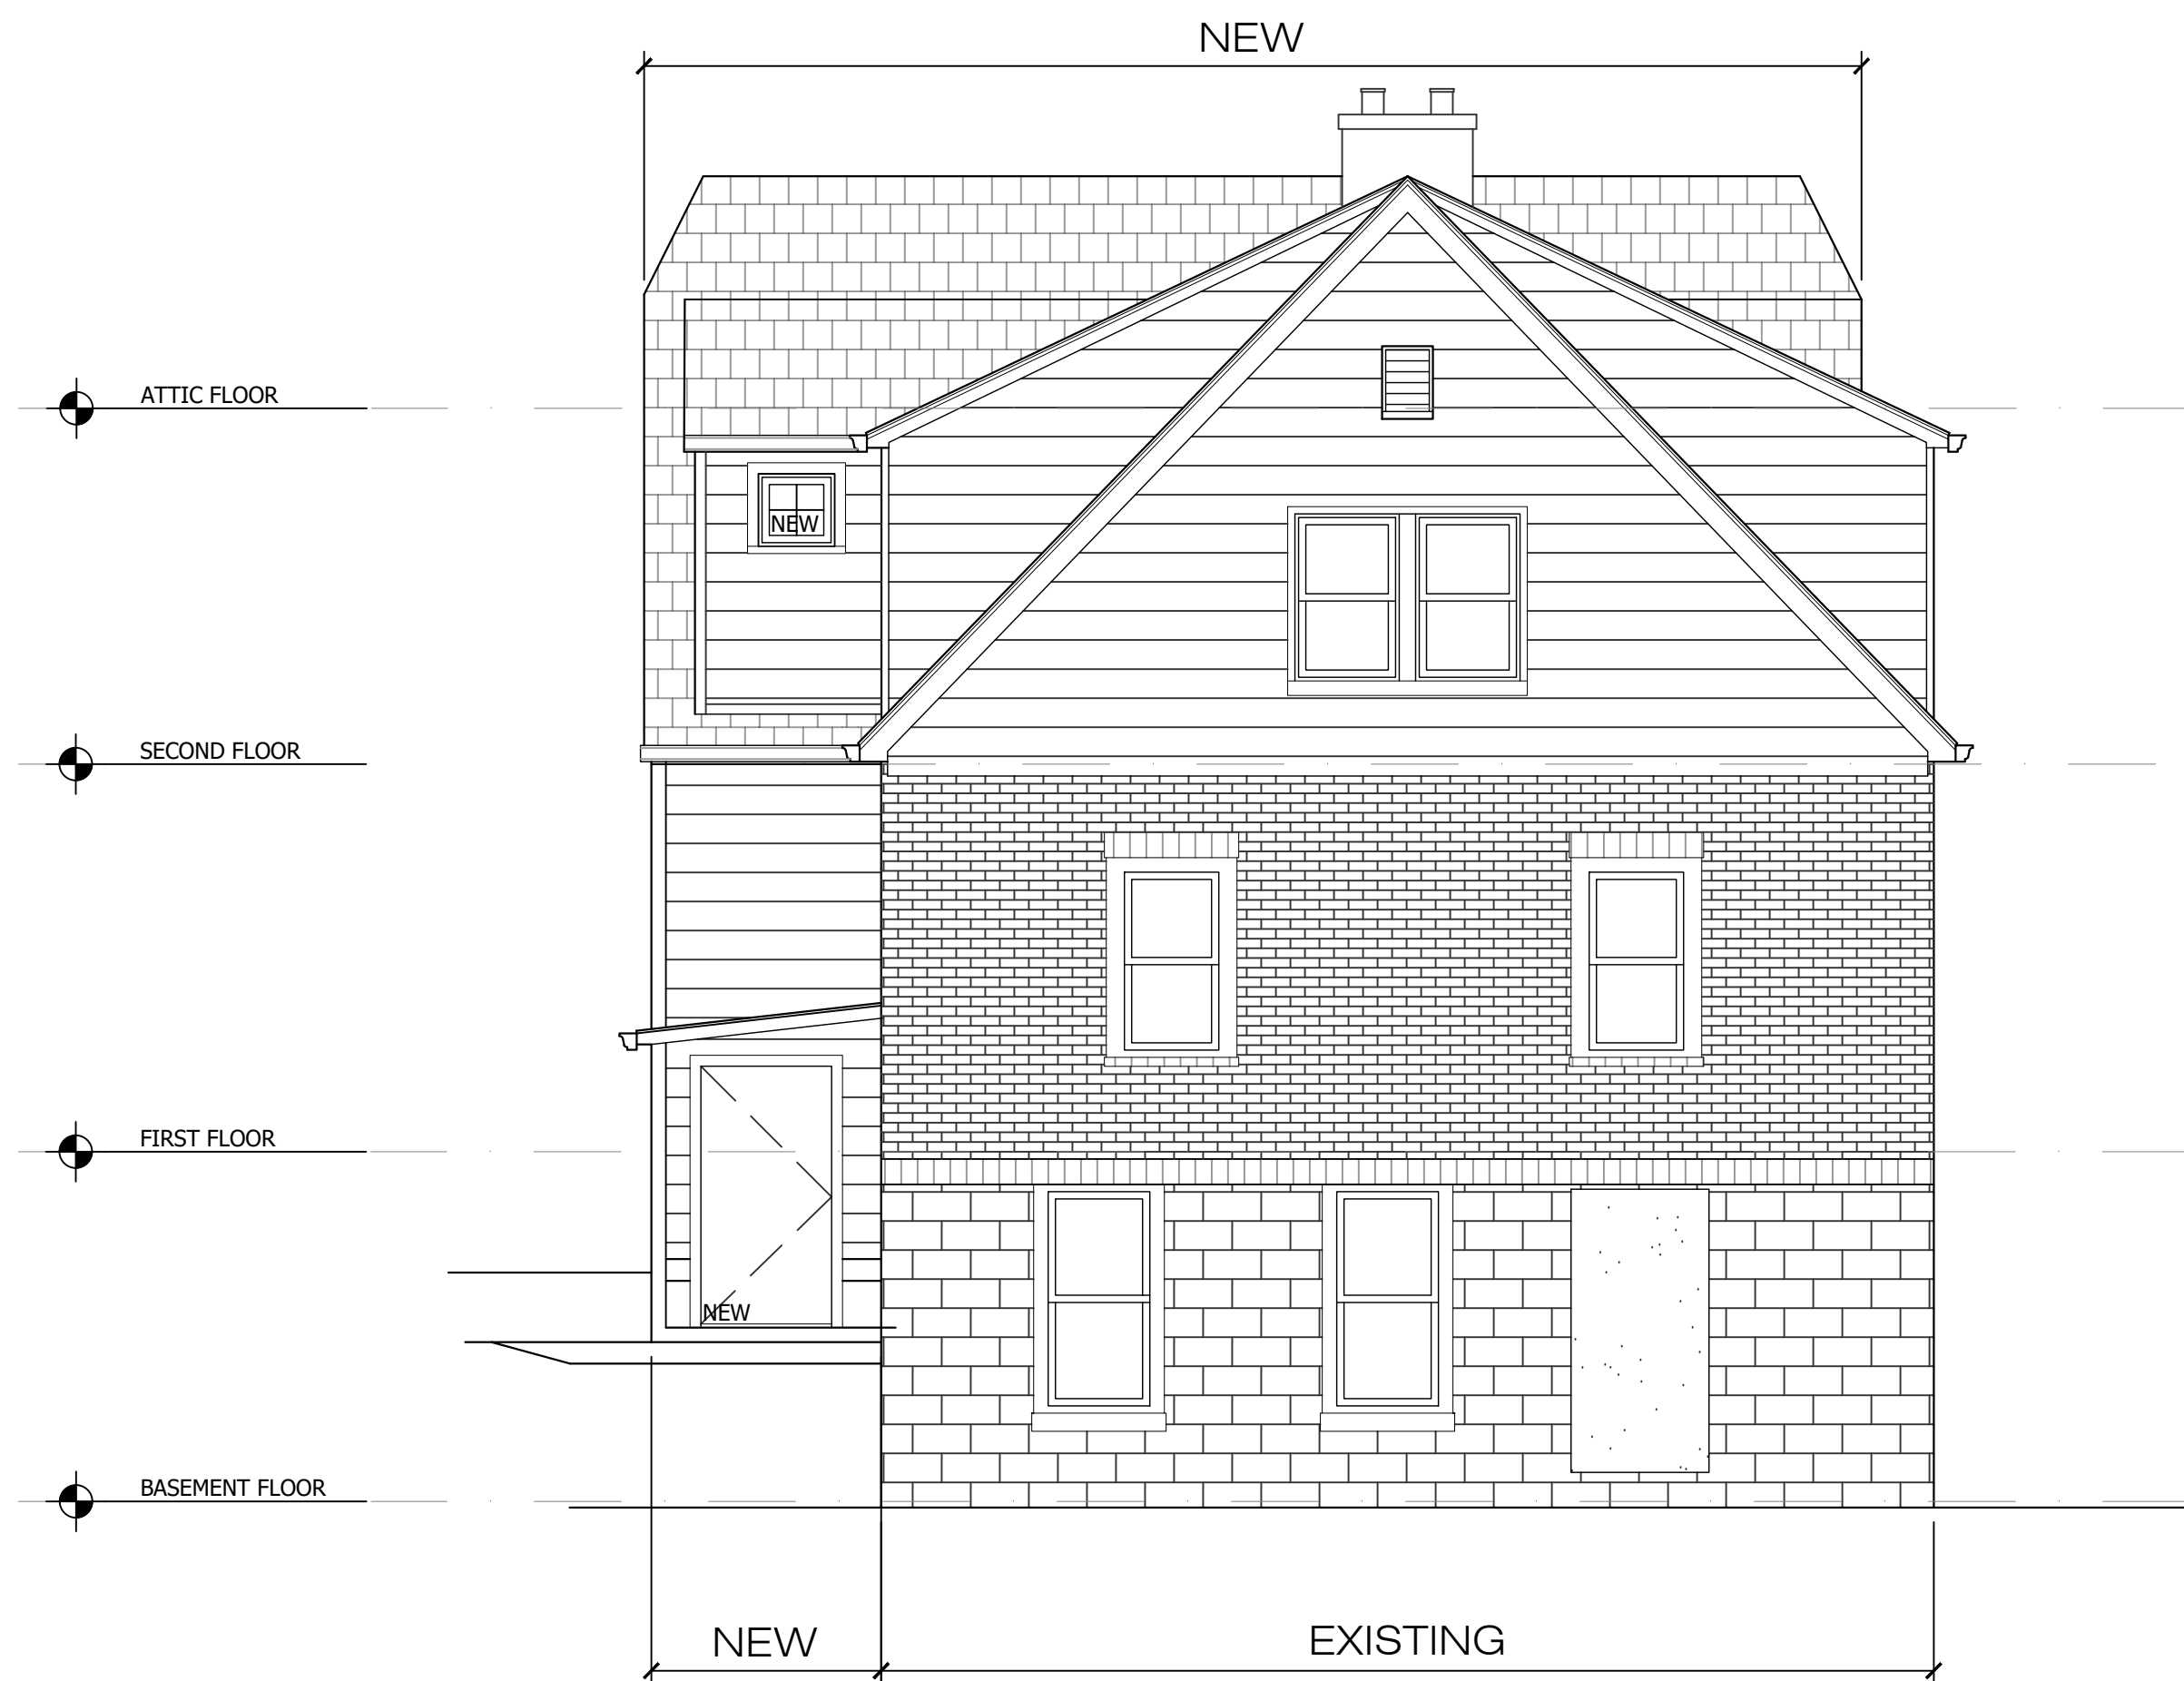 NEW
ATTIC FLOOR
NEW
SECOND FLOOR
FIRST FLOOR
NEW
BASEMENT FLOOR
NEW
EXISTING